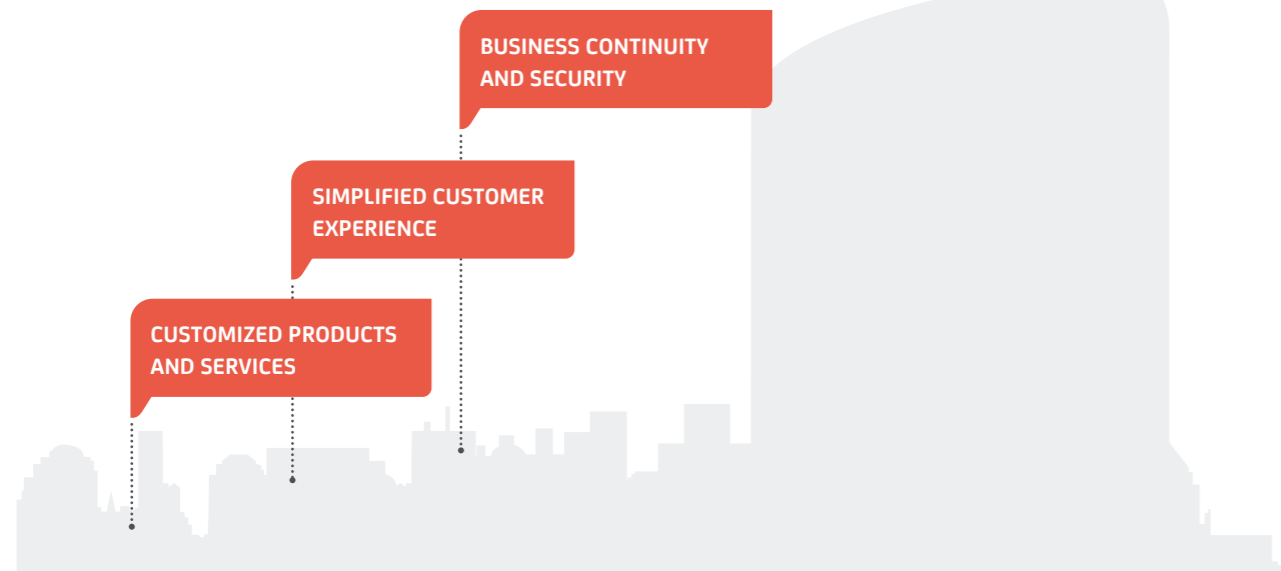 BUSINESS CONTINUITY
AND SECURITY
SIMPLIFIED CUSTOMER
EXPERIENCE
CUSTOMIZED PRODUCTS
AND SERVICES